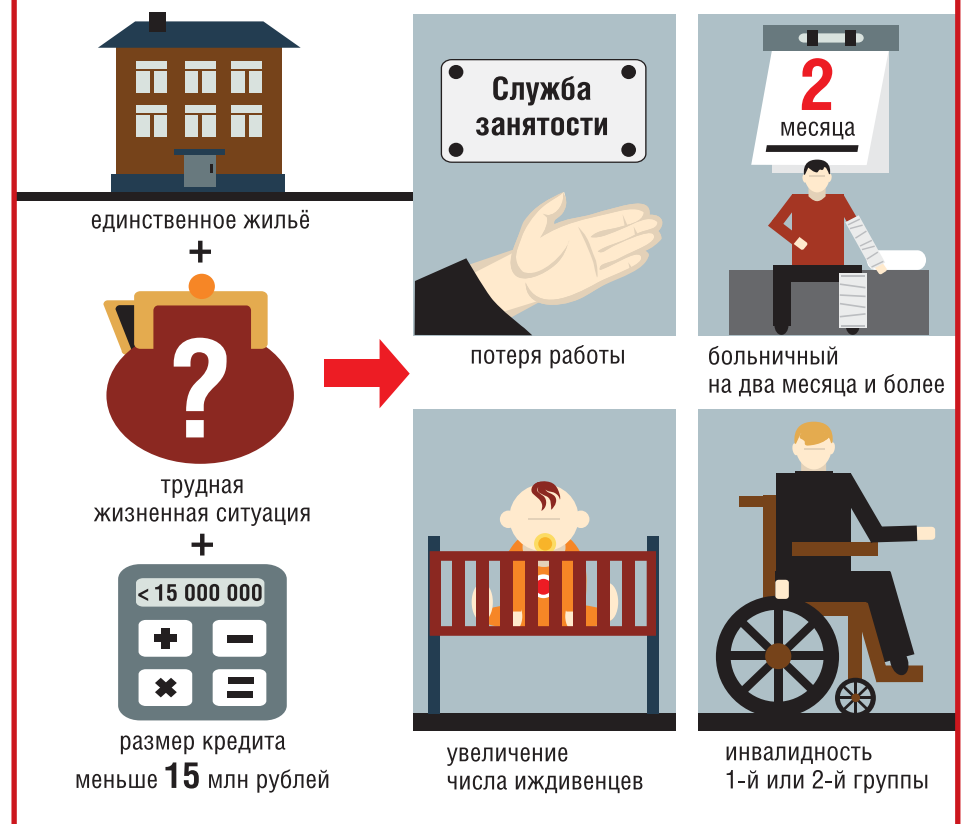 единственное жильё
+
?
трудная
жизненная ситуация
+
< 15 000 000
+ −
× =
размер кредита
меньше 15 млн рублей
Служба
занятости
потеря работы
2
месяца
больничный
на два месяца и более
увеличение
числа иждивенцев
инвалидность
1-й или 2-й группы